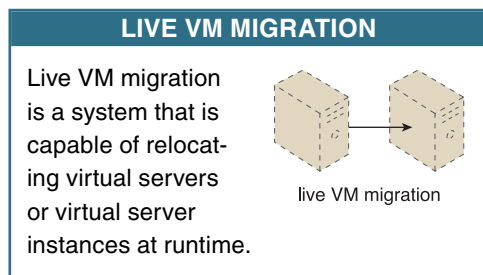 LIVE VM MIGRATION
Live VM migration
is a system that is
capable of relocat-
ing virtual servers
or virtual server
instances at runtime.
live VM migration